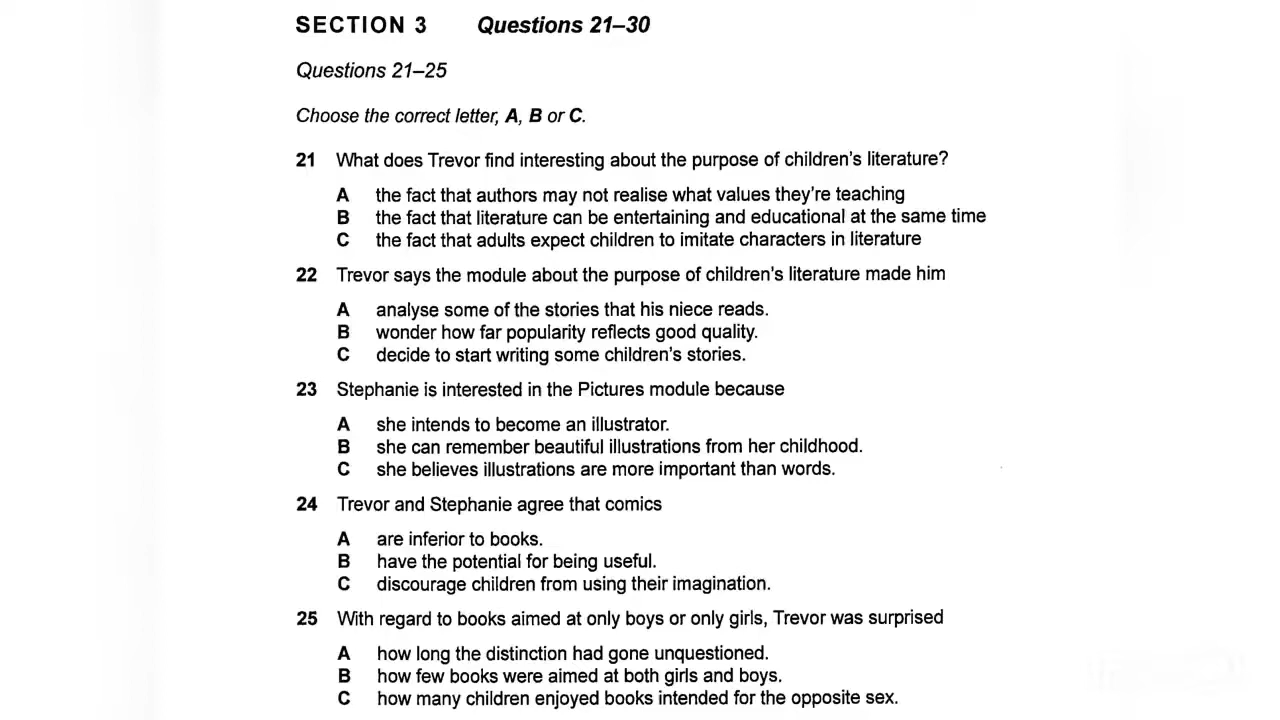 SECTION 3 Questions 21–30
Questions 21–25
Choose the correct letter, A, B or C.
21 What does Trevor find interesting about the purpose of children's literature?
A the fact that authors may not realise what values they're teaching
B the fact that literature can be entertaining and educational at the same time
C the fact that adults expect children to imitate characters in literature
22 Trevor says the module about the purpose of children's literature made him
A analyse some of the stories that his niece reads.
B wonder how far popularity reflects good quality.
C decide to start writing some children's stories.
23 Stephanie is interested in the Pictures module because
A she intends to become an illustrator.
B she can remember beautiful illustrations from her childhood.
C she believes illustrations are more important than words.
24 Trevor and Stephanie agree that comics
A are inferior to books.
B have the potential for being useful.
C discourage children from using their imagination.
25 With regard to books aimed at only boys or only girls, Trevor was surprised
A how long the distinction had gone unquestioned.
B how few books were aimed at both girls and boys.
C how many children enjoyed books intended for the opposite sex.